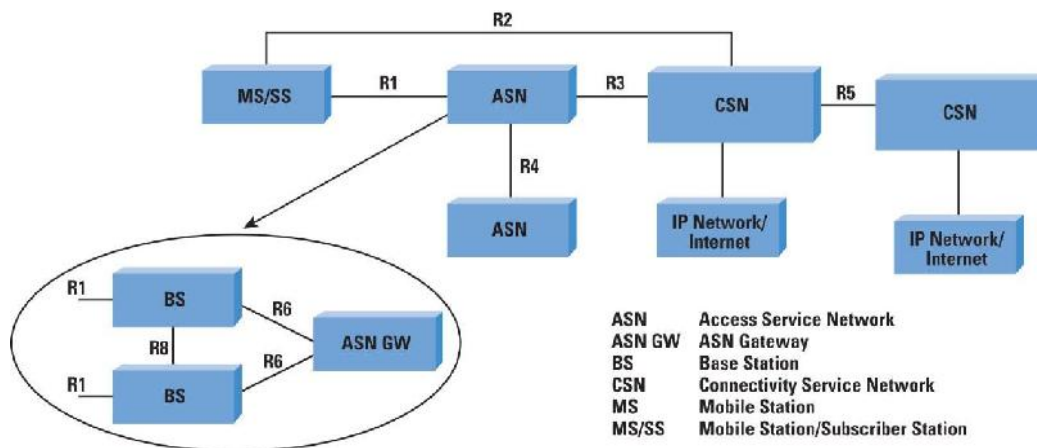 R2
MS/SS
R1
ASN
R3
CSN
R5
CSN
R4
ASN
IP Network/
Internet
IP Network/
Internet
R1
BS
R6
R8
ASN GW
R6
R1
BS
ASN Access Service Network
ASN GW ASN Gateway
BS Base Station
CSN Connectivity Service Network
MS Mobile Station
MS/SS Mobile Station/Subscriber Station